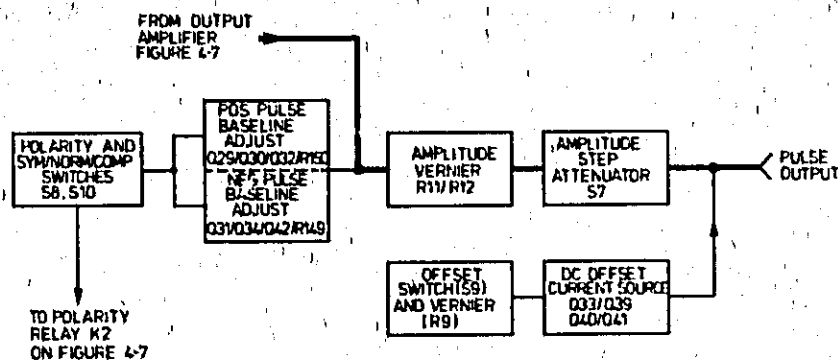 FROM OUTPUT
AMPLIFIER
FIGURE 4-7
POS PULSE
BASELINE
ADJUST
Q29/Q30/Q32/R150
NEG PULSE
BASELINE
ADJUST
Q31/Q34/Q42/R149
POLARITY AND
SYM/NORM/COMP
SWITCHES
S8, S10
TO POLARITY
RELAY K2
ON FIGURE 4-7
AMPLITUDE
VERNIER
R11/R12
AMPLITUDE
STEP
ATTENUATOR
S7
PULSE
OUTPUT
OFFSET
SWITCH(S9)
AND VERNIER
(R9)
DC OFFSET
CURRENT SOURCE
Q33/Q39
Q40/Q41